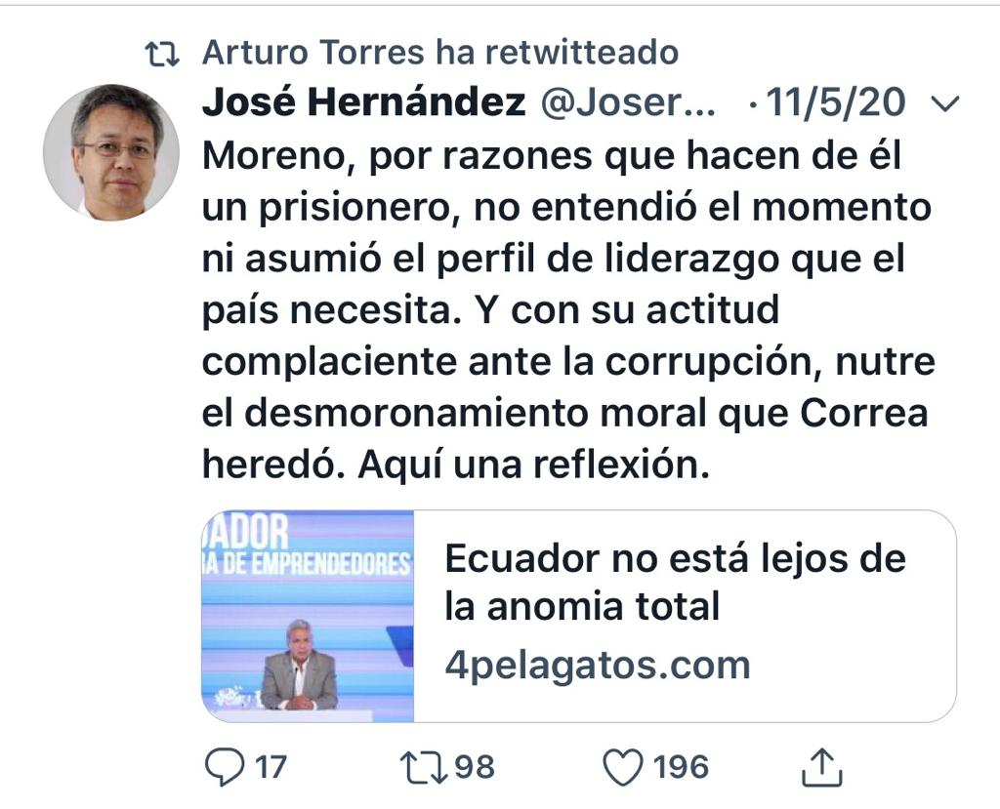 Arturo Torres ha retwitteado
José Hernández @Joser... · 11/5/20
Moreno, por razones que hacen de él
un prisionero, no entendió el momento
ni asumió el perfil de liderazgo que el
país necesita. Y con su actitud
complaciente ante la corrupción, nutre
el desmoronamiento moral que Correa
heredó. Aquí una reflexión.
UADOR
RA DE EMPRENDEDORES
Ecuador no está lejos de
la anomia total
4pelagatos.com
17 98 196